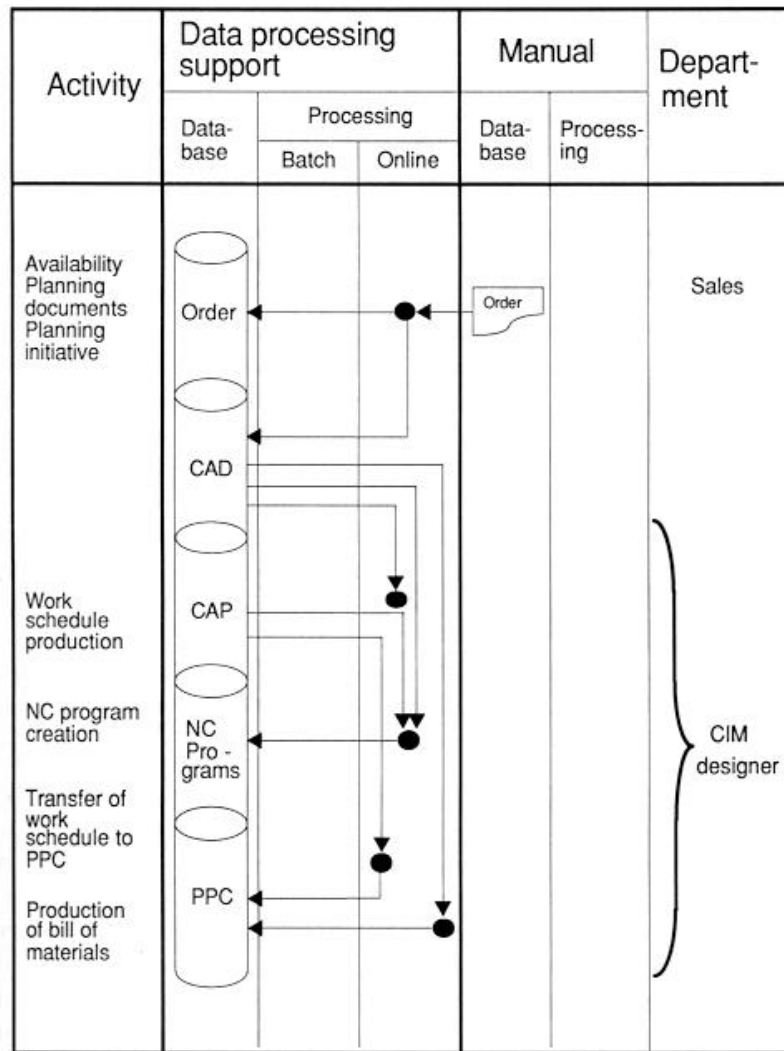 Activity
Data processing
support
Manual
Depart-
ment
Data-
base
Processing
Batch
Online
Data-
base
Process-
ing
Availability
Planning
documents
Planning
initiative
Order
Order
Sales
CAD
Work
schedule
production
CAP
NC program
creation
NC
Pro -
grams
CIM
designer
Transfer of
work
schedule to
PPC
PPC
Production
of bill of
materials